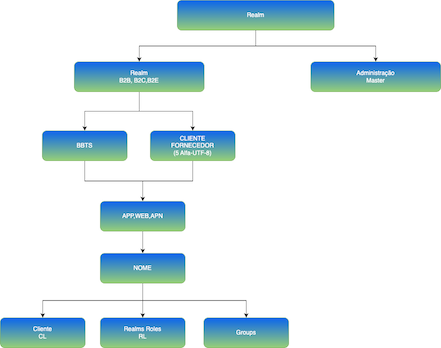 Realm
Realm
B2B, B2C,B2E
Administração
Master
BBTS
CLIENTE
FORNECEDOR
(5 Alfa-UTF-8)
APP,WEB,APN
NOME
Cliente
CL
Realms Roles
RL
Groups